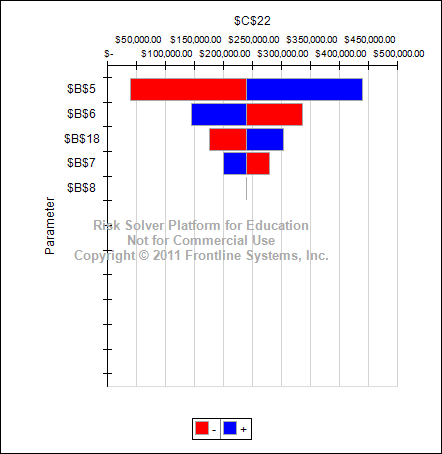 $C$22
$50,000.00 $150,000.00 $250,000.00 $350,000.00 $450,000.00
$- $100,000.00 $200,000.00 $300,000.00 $400,000.00 $500,000.00
$B$5
$B$6
$B$18
$B$7
$B$8
Parameter
Risk Solver Platform for Education
Not for Commercial Use
Copyright © 2011 Frontline Systems, Inc.
- +